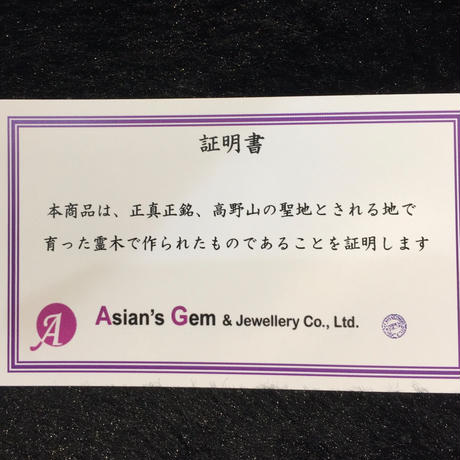 証明書
本商品は、正真正銘、高野山の聖地とされる地で
育った霊木で作られたものであることを証明します
A
Asian's Gem & Jewellery Co., Ltd.